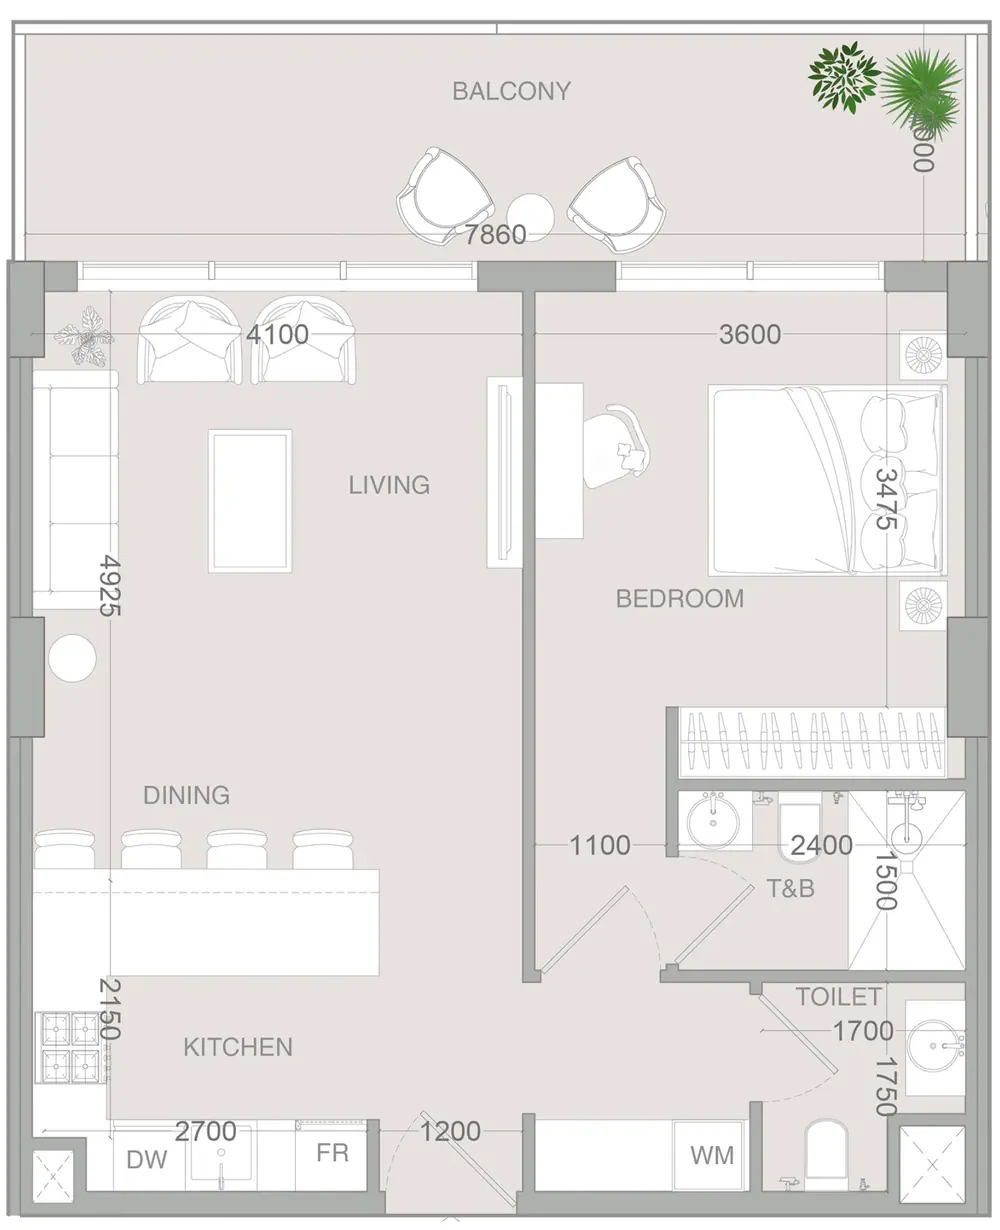 BALCONY
7860
4100
3600
LIVING
3475
4925
BEDROOM
DINING
1100
2400
1500
T&B
2150
TOILET
1700
KITCHEN
1750
2700
1200
DW
FR
WM